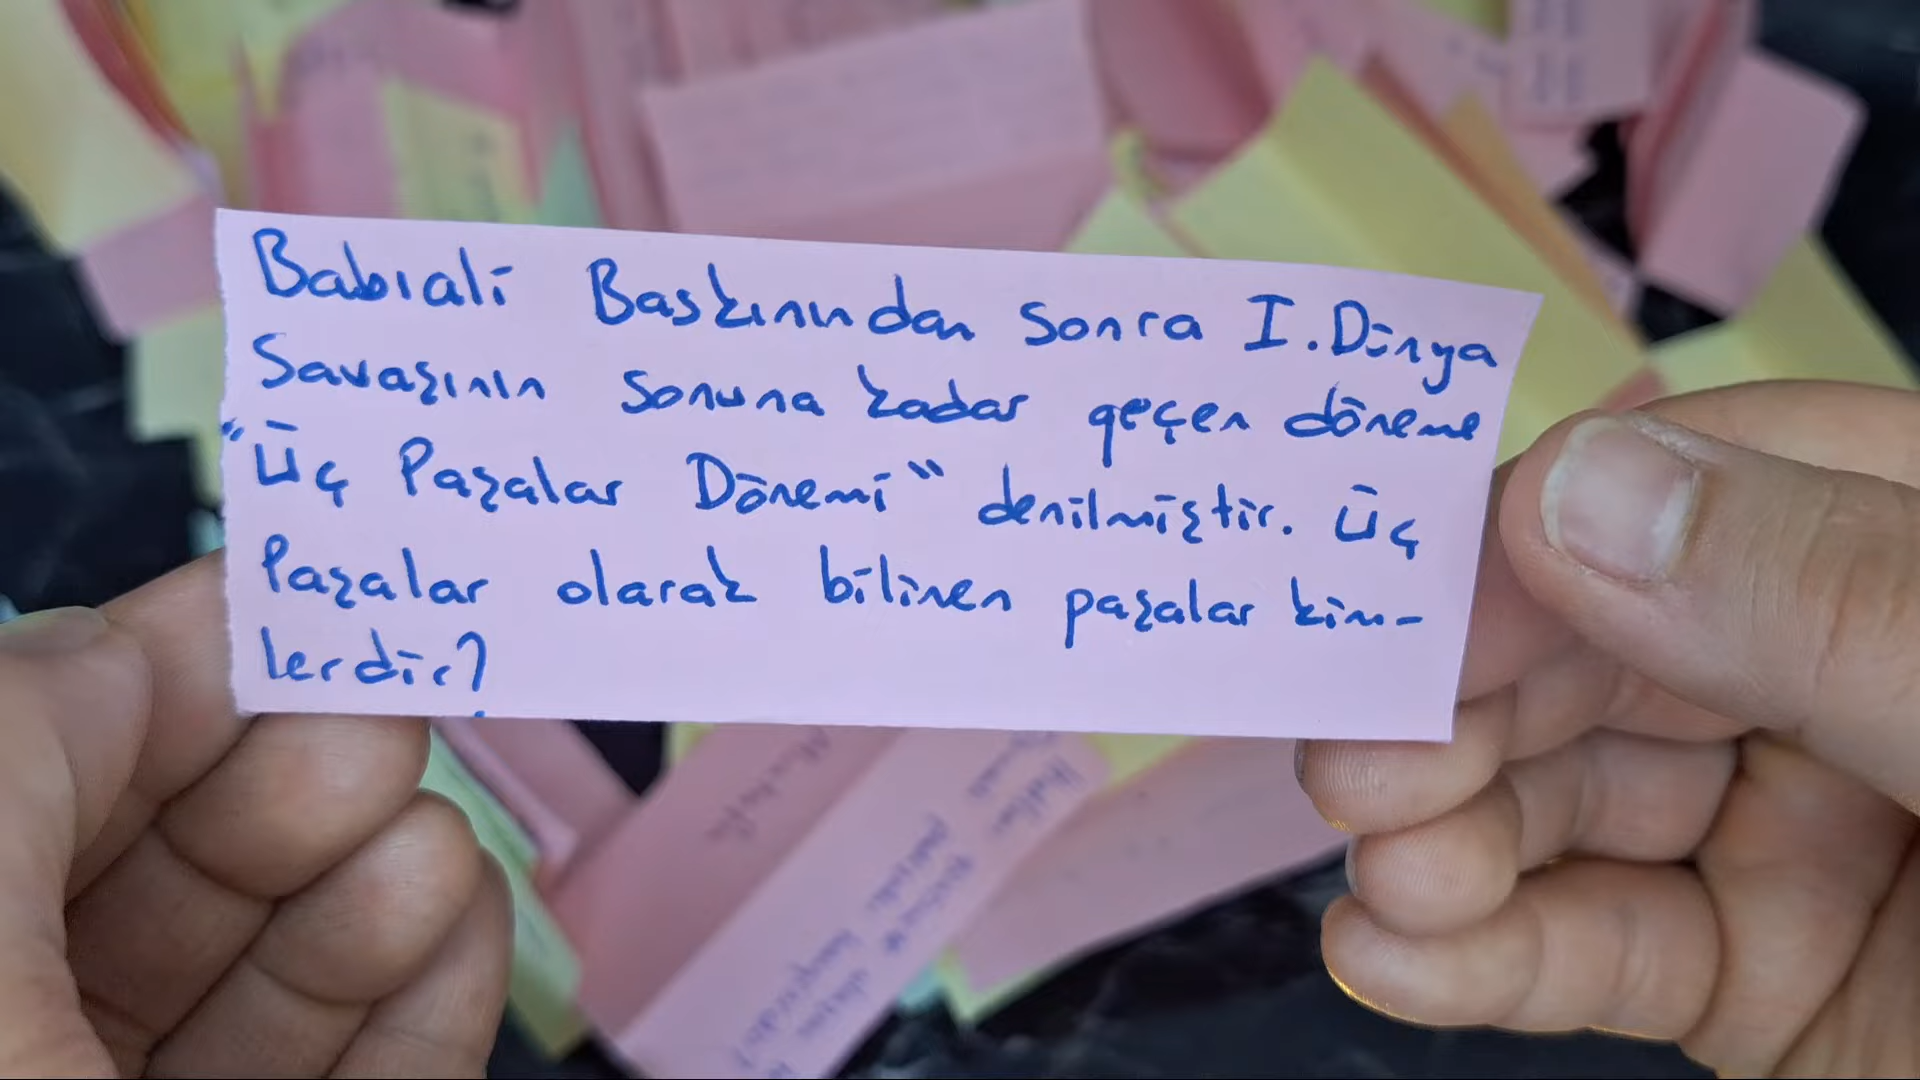 Babıali Baskınından sonra I. Dünya
Savaşının sonuna kadar geçen döneme
"Üç Paşalar Dönemi" denilmiştir. Üç
Paşalar olarak bilinen paşalar kim-
lerdir?